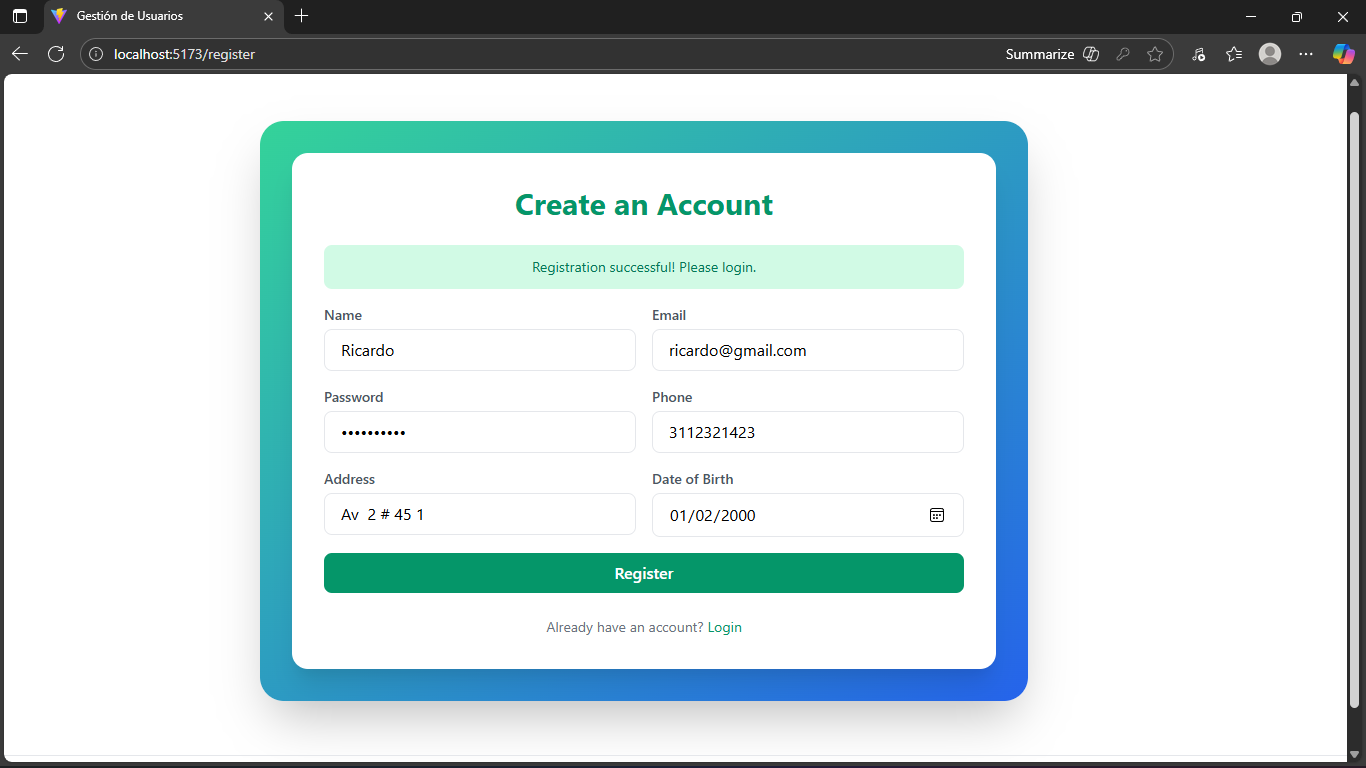 Gestión de Usuarios
localhost:5173/register
Summarize
Create an Account
Registration successful! Please login.
Name Email
Ricardo ricardo@gmail.com
Password Phone
•••••••••• 3112321423
Address Date of Birth
Av  2 # 45 1 01/02/2000
Register
Already have an account? Login